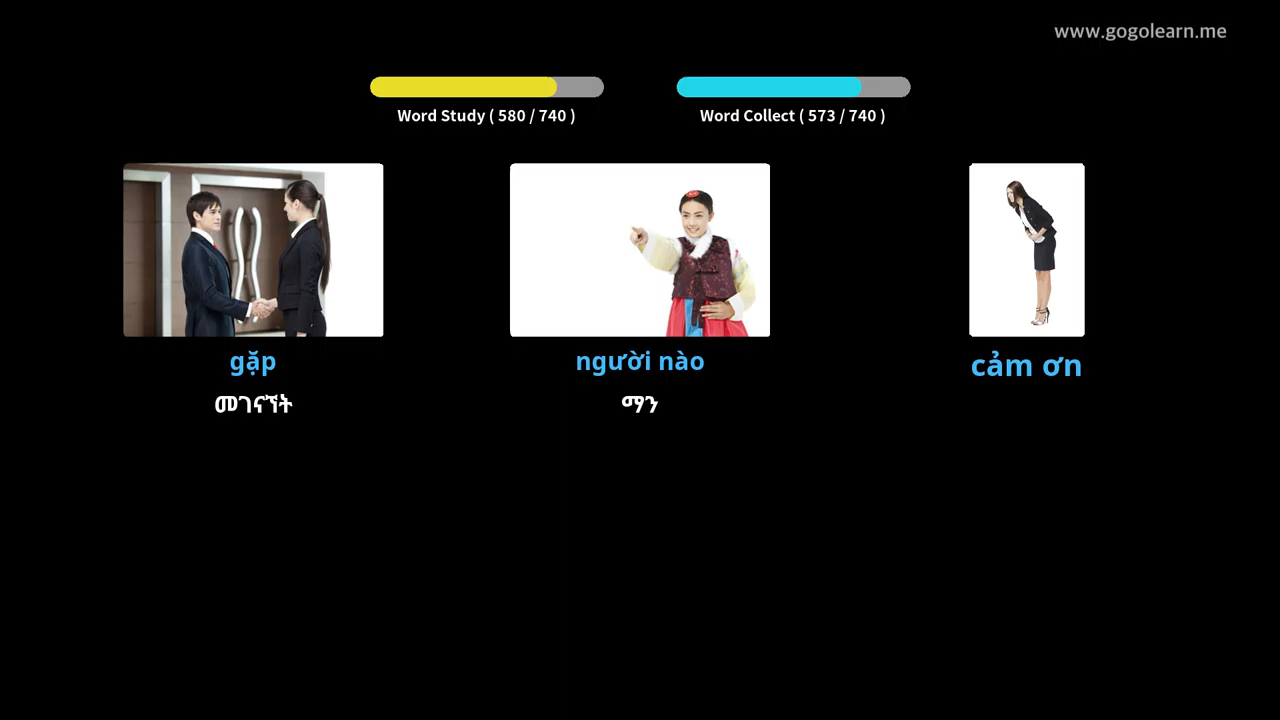 www.gogolearn.me
Word Study ( 580 / 740 )
Word Collect ( 573 / 740 )
gặp
người nào
cảm ơn
መገናኘት
ማን